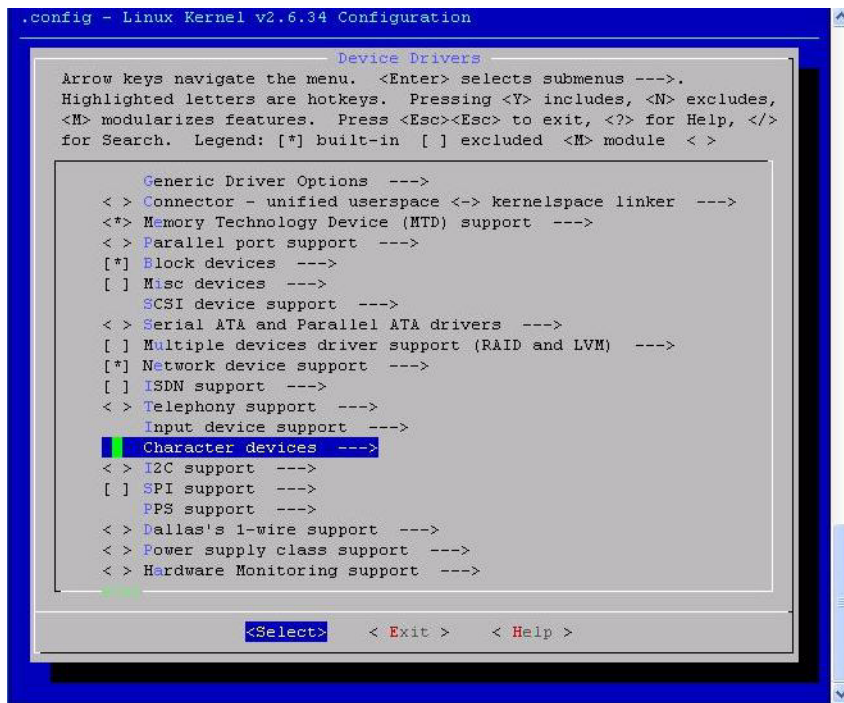 .config - Linux Kernel v2.6.34 Configuration
Device Drivers
Arrow keys navigate the menu. <Enter> selects submenus --->.
Highlighted letters are hotkeys. Pressing <Y> includes, <N> excludes,
<M> modularizes features. Press <Esc><Esc> to exit, <?> for Help, </>
for Search. Legend: [*] built-in [ ] excluded <M> module < >
Generic Driver Options --->
< > Connector - unified userspace <-> kernelspace linker --->
<*> Memory Technology Device (MTD) support --->
< > Parallel port support --->
[*] Block devices --->
[ ] Misc devices --->
SCSI device support --->
< > Serial ATA and Parallel ATA drivers --->
[ ] Multiple devices driver support (RAID and LVM) --->
[*] Network device support --->
[ ] ISDN support --->
< > Telephony support --->
Input device support --->
Character devices --->
< > I2C support --->
[ ] SPI support --->
PPS support --->
< > Dallas's 1-wire support --->
< > Power supply class support --->
< > Hardware Monitoring support --->
<Select> < Exit > < Help >